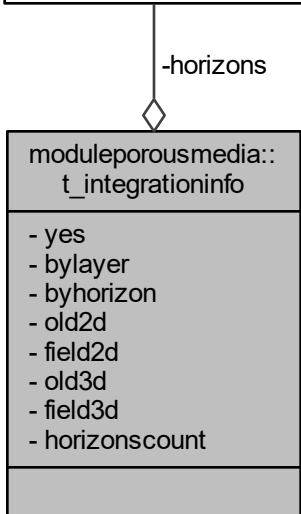 -horizons
moduleporousmedia::
t_integrationinfo
- yes
- bylayer
- byhorizon
- old2d
- field2d
- old3d
- field3d
- horizonscount